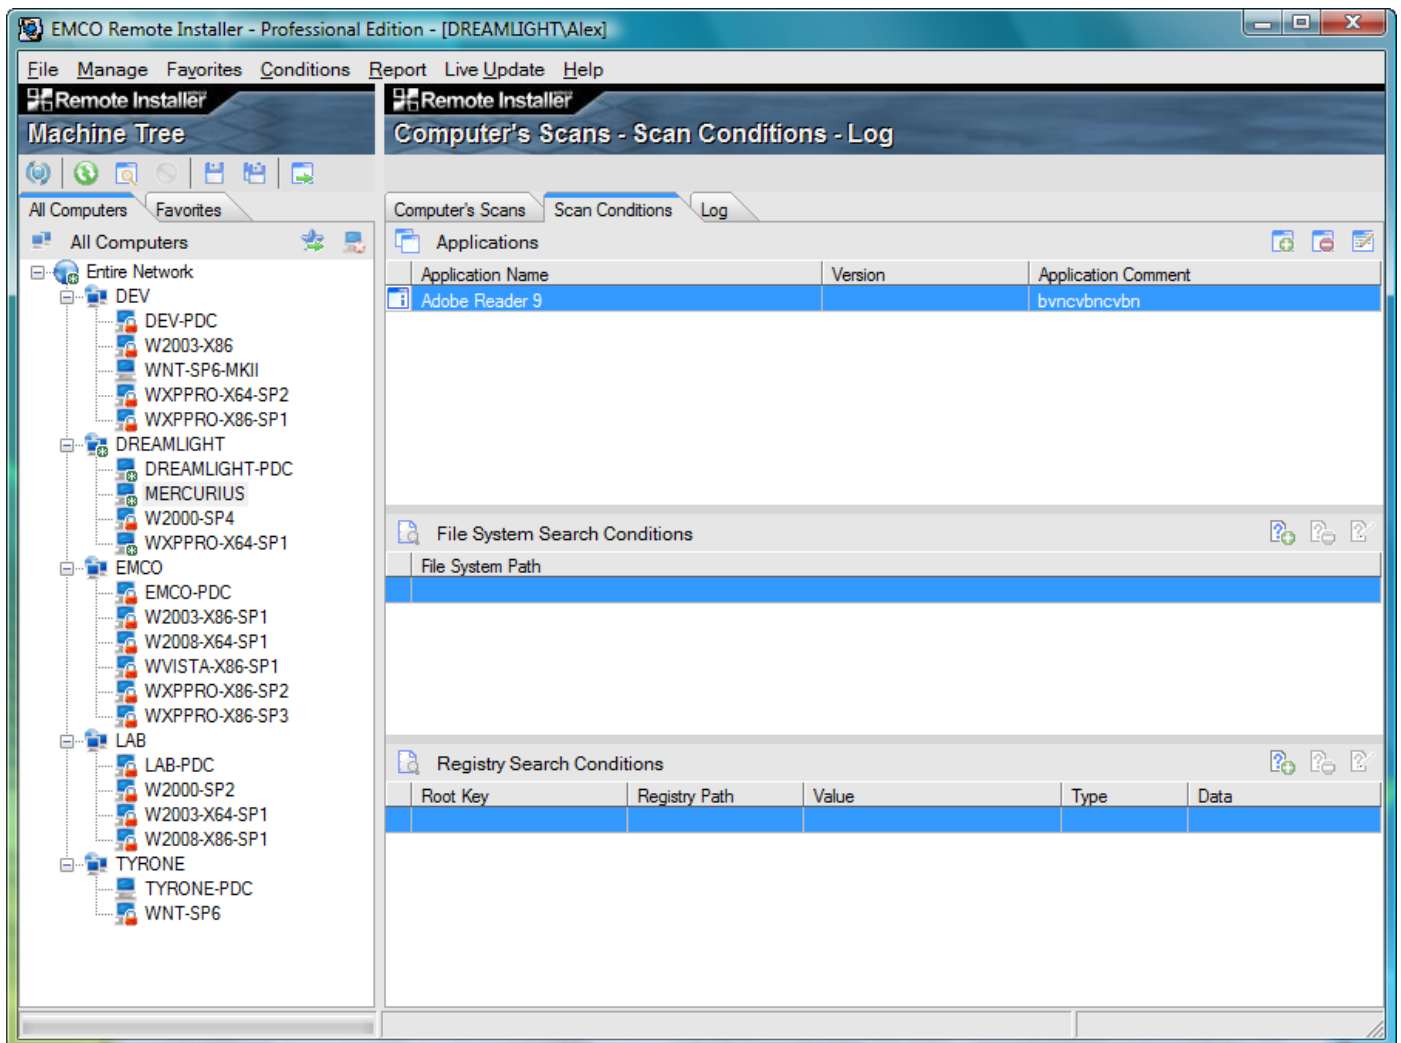 EMCO Remote Installer - Professional Edition - [DREAMLIGHT\Alex]
File Manage Favorites Conditions Report Live Update Help
Remote Installer
Machine Tree
All Computers Favorites
All Computers
Entire Network
DEV
DEV-PDC
W2003-X86
WNT-SP6-MKII
WXPPRO-X64-SP2
WXPPRO-X86-SP1
DREAMLIGHT
DREAMLIGHT-PDC
MERCURIUS
W2000-SP4
WXPPRO-X64-SP1
EMCO
EMCO-PDC
W2003-X86-SP1
W2008-X64-SP1
WVISTA-X86-SP1
WXPPRO-X86-SP2
WXPPRO-X86-SP3
LAB
LAB-PDC
W2000-SP2
W2003-X64-SP1
W2008-X86-SP1
TYRONE
TYRONE-PDC
WNT-SP6
Remote Installer
Computer's Scans - Scan Conditions - Log
Computer's Scans Scan Conditions Log
Applications
Application Name Version Application Comment
Adobe Reader 9 bvncvbncvbn
File System Search Conditions
File System Path
Registry Search Conditions
Root Key Registry Path Value Type Data